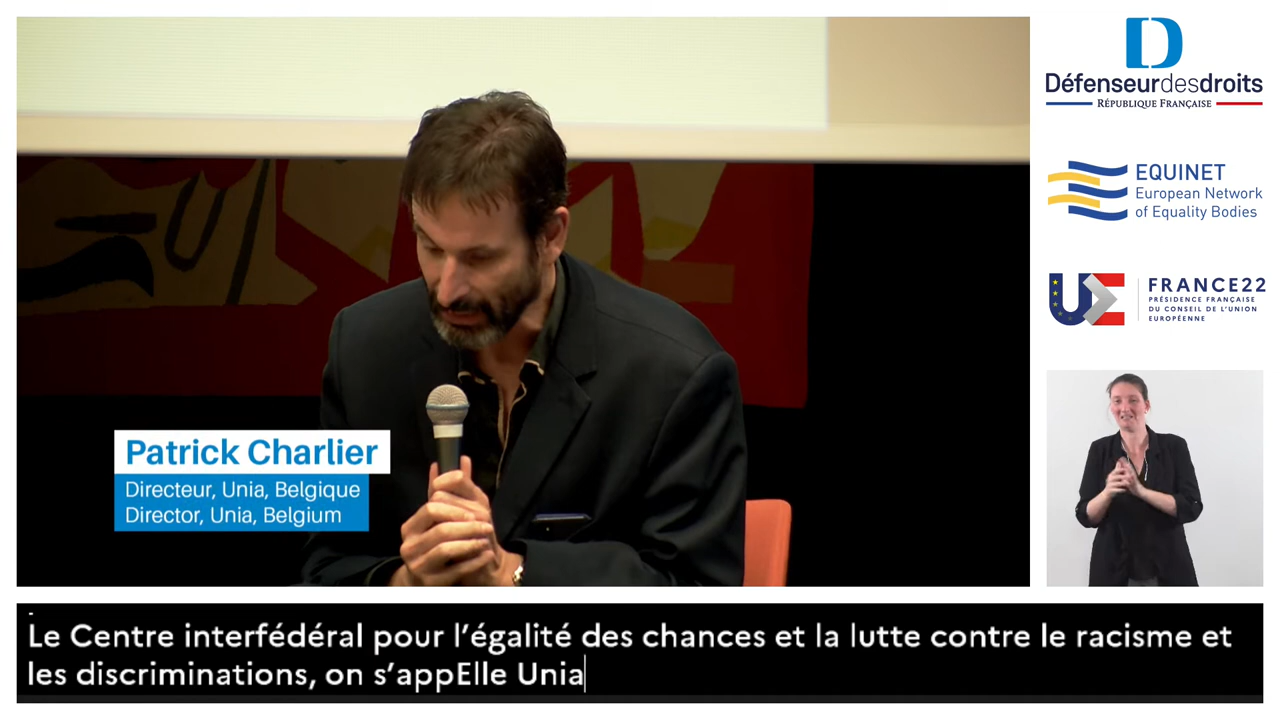 Défenseurdesdroits
RÉPUBLIQUE FRANÇAISE
EQUINET
European Network
of Equality Bodies
UE
FRANCE22
PRÉSIDENCE FRANÇAISE
DU CONSEIL DE L'UNION
EUROPÉENNE
Patrick Charlier
Directeur, Unia, Belgique
Director, Unia, Belgium
Le Centre interfédéral pour l'égalité des chances et la lutte contre le racisme et
les discriminations, on s'appElle Unia